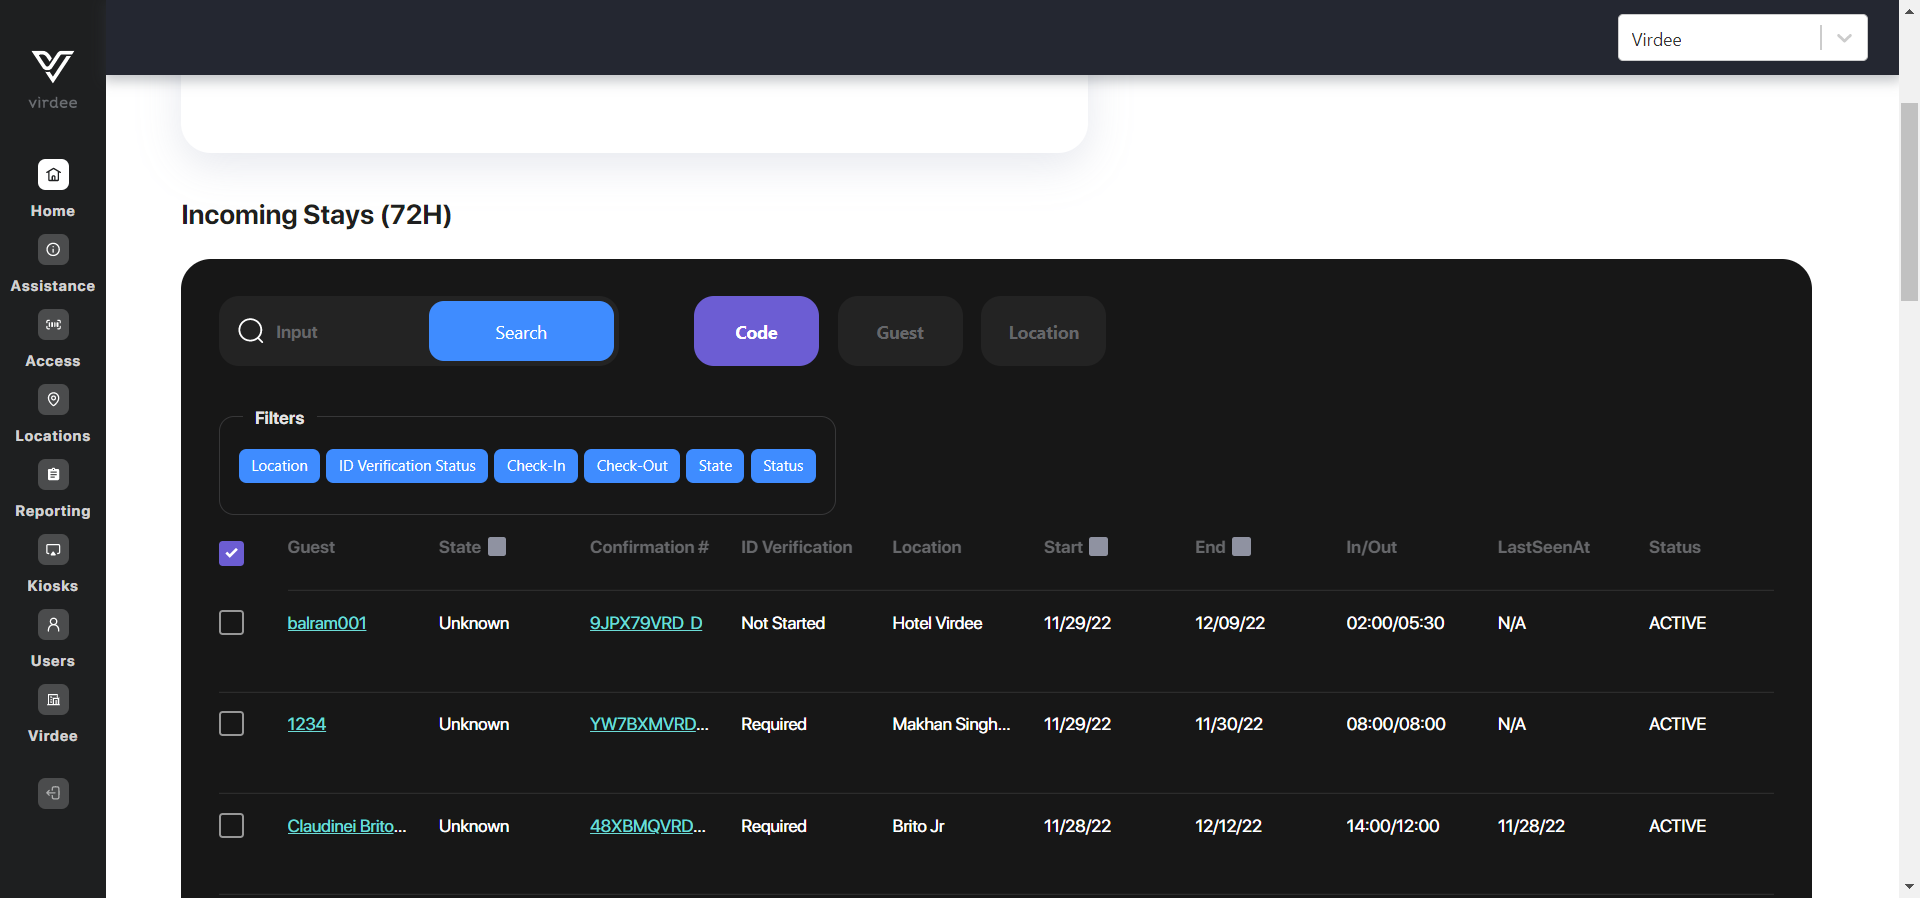 Virdee
virdee
Home
Assistance
Access
Locations
Reporting
Kiosks
Users
Virdee
Incoming Stays (72H)
Input
Search
Code
Guest
Location
Filters
Location
ID Verification Status
Check-In
Check-Out
State
Status
Guest State Confirmation # ID Verification Location Start End In/Out LastSeenAt Status
balram001 Unknown 9JPX79VRD_D Not Started Hotel Virdee 11/29/22 12/09/22 02:00/05:30 N/A ACTIVE
1234 Unknown YW7BXMVRD... Required Makhan Singh... 11/29/22 11/30/22 08:00/08:00 N/A ACTIVE
Claudinei Brito... Unknown 48XBMQVRD... Required Brito Jr 11/28/22 12/12/22 14:00/12:00 11/28/22 ACTIVE